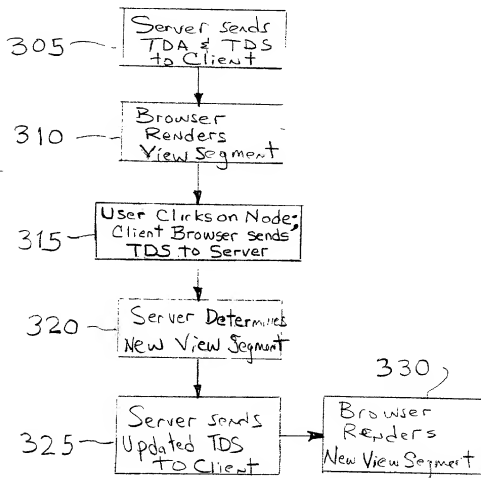 305
Server sends
TDA & TDS
to Client
310
Browser
Renders
View Segment
315
User Clicks on Node;
Client Browser sends
TDS to Server
320
Server Determines
New View Segment
325
Server sends
Updated TDS
TO Client
330
Browser
Renders
New View Segment